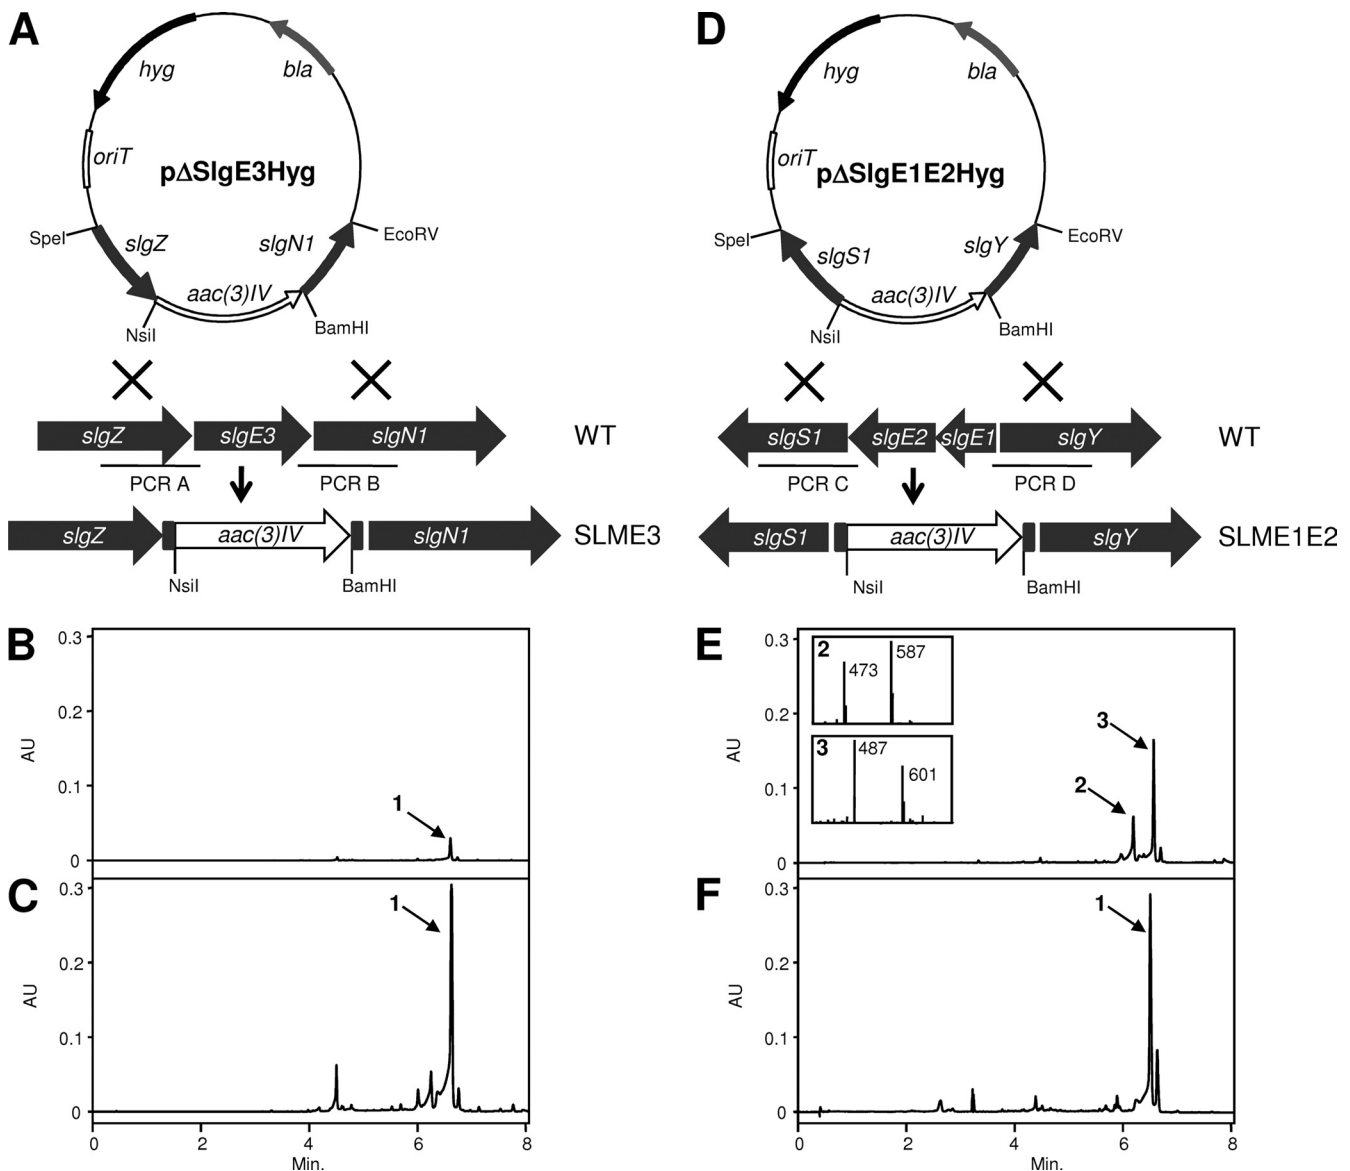 A
hyg
bla
oriT
pΔSlgE3Hyg
SpeI
slgZ
slgN1
EcoRV
aac(3)IV
NsiI
BamHI
slgZ
slgE3
slgN1
WT
PCR A
PCR B
slgZ
aac(3)IV
slgN1
SLME3
NsiI
BamHI
D
hyg
bla
oriT
pΔSlgE1E2Hyg
SpeI
slgS1
slgY
EcoRV
aac(3)IV
NsiI
BamHI
slgS1
slgE2
slgE1
slgY
WT
PCR C
PCR D
slgS1
aac(3)IV
slgY
SLME1E2
NsiI
BamHI
B
0.3
0.2
AU
0.1
0
1
C
0.3
0.2
AU
0.1
0
1
0 2 4 6 8
Min.
E
0.3
0.2
AU
0.1
0
2
473
587
3
487
601
3
2
F
0.3
0.2
AU
0.1
0
1
0 2 4 6 8
Min.